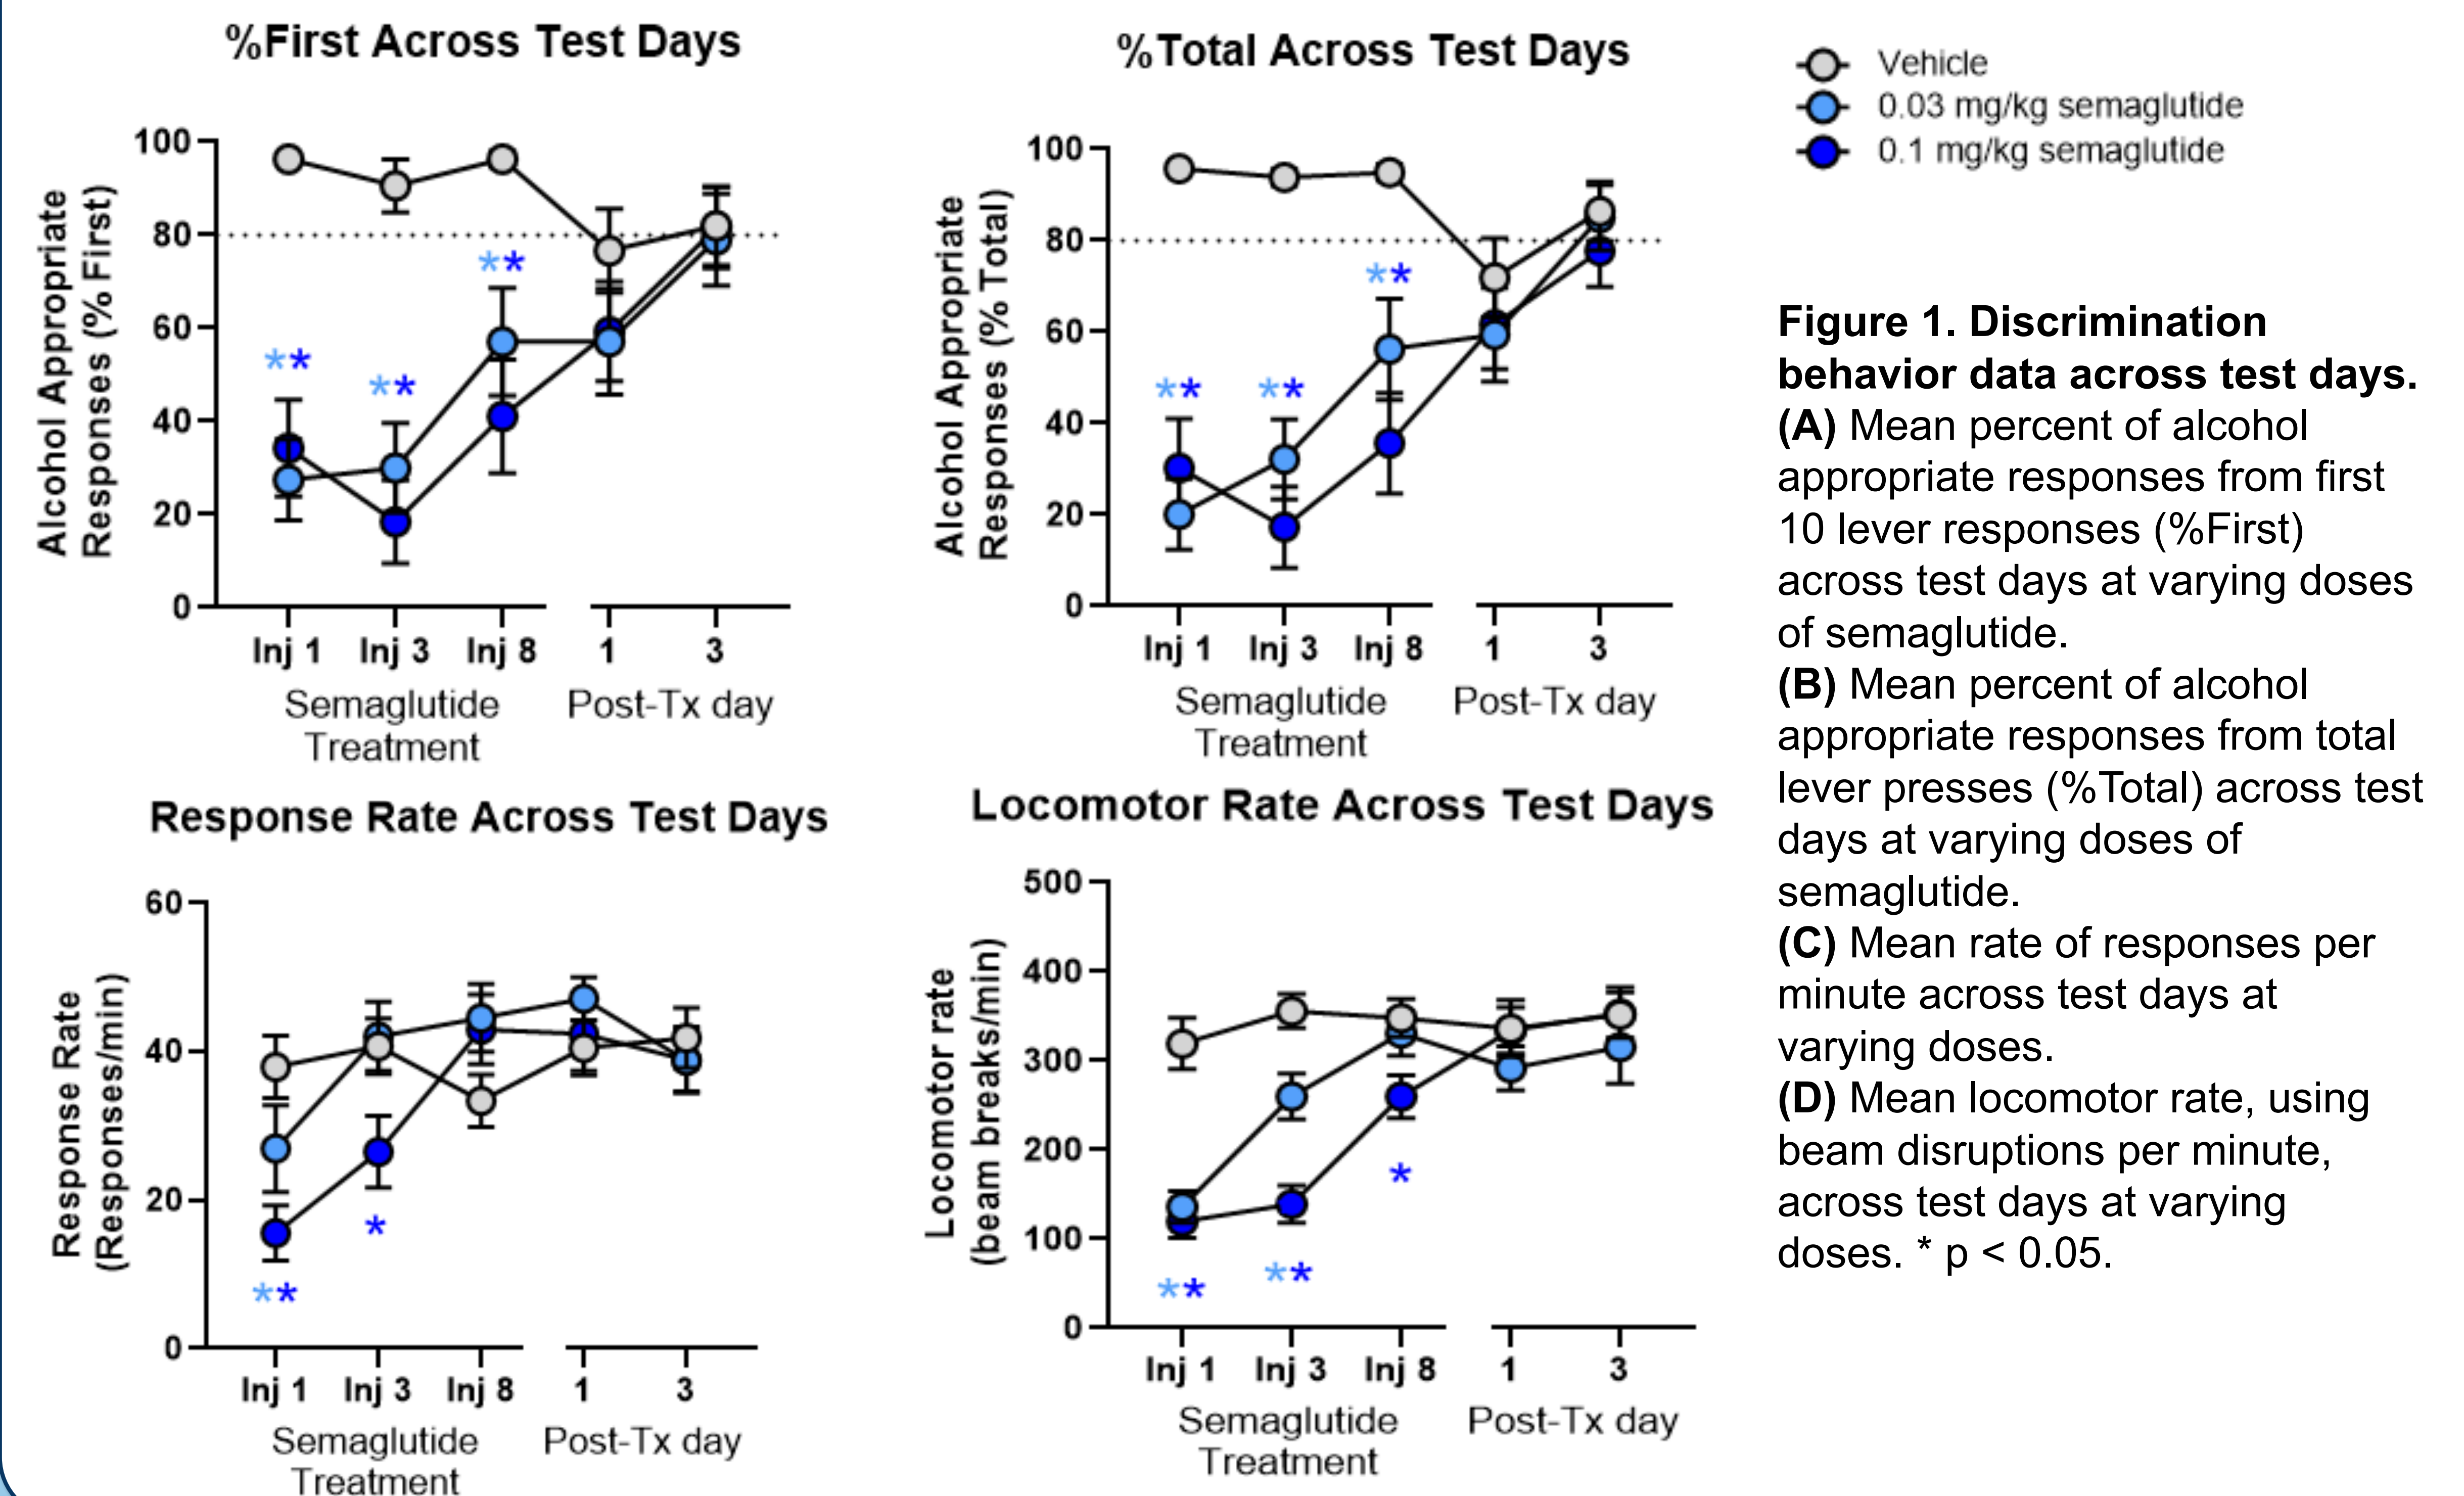 %First Across Test Days
Alcohol Appropriate
Responses (% First)
100
80
60
40
20
0
**
**
**
Inj 1 Inj 3 Inj 8 1 3
Semaglutide
Treatment
Post-Tx day
%Total Across Test Days
Alcohol Appropriate
Responses (% Total)
100
80
60
40
20
0
**
**
**
Inj 1 Inj 3 Inj 8 1 3
Semaglutide
Treatment
Post-Tx day
Vehicle
0.03 mg/kg semaglutide
0.1 mg/kg semaglutide
Response Rate Across Test Days
Response Rate
(Responses/min)
60
40
20
0
**
*
Inj 1 Inj 3 Inj 8 1 3
Semaglutide
Treatment
Post-Tx day
Locomotor Rate Across Test Days
Locomotor rate
(beam breaks/min)
500
400
300
200
100
0
**
**
*
Inj 1 Inj 3 Inj 8 1 3
Semaglutide
Treatment
Post-Tx day
Figure 1. Discrimination
behavior data across test days.
(A) Mean percent of alcohol
appropriate responses from first
10 lever responses (%First)
across test days at varying doses
of semaglutide.
(B) Mean percent of alcohol
appropriate responses from total
lever presses (%Total) across test
days at varying doses of
semaglutide.
(C) Mean rate of responses per
minute across test days at
varying doses.
(D) Mean locomotor rate, using
beam disruptions per minute,
across test days at varying
doses. * p < 0.05.